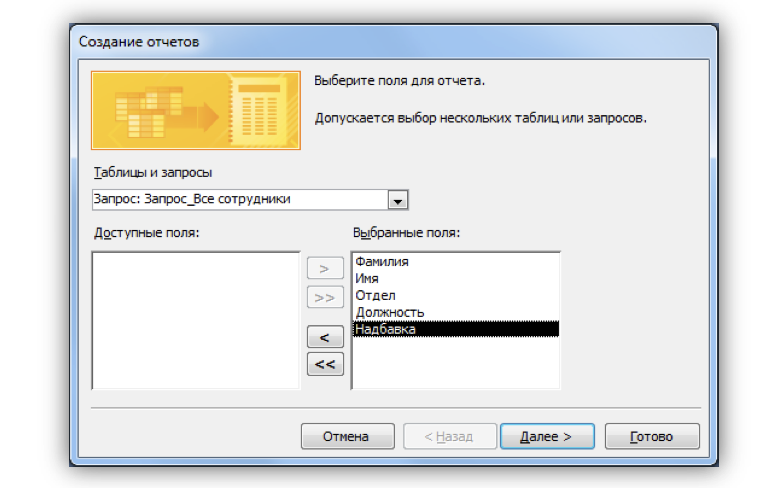 Создание отчетов
Выберите поля для отчета.
Допускается выбор нескольких таблиц или запросов.
Таблицы и запросы
Запрос: Запрос_Все сотрудники
Доступные поля:
Выбранные поля:
>
>>
<
<<
Фамилия
Имя
Отдел
Должность
Надбавка
Отмена
< Назад
Далее >
Готово